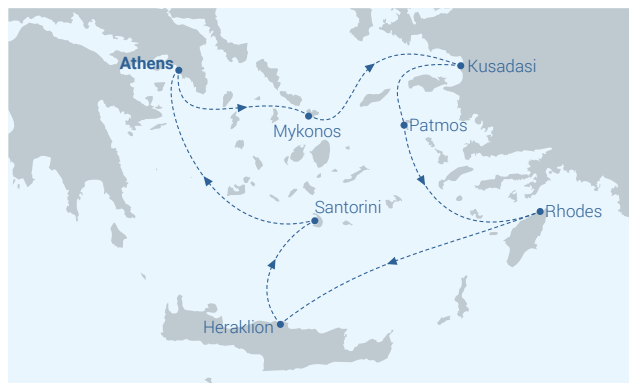 Athens
Kusadasi
Mykonos
Patmos
Santorini
Rhodes
Heraklion